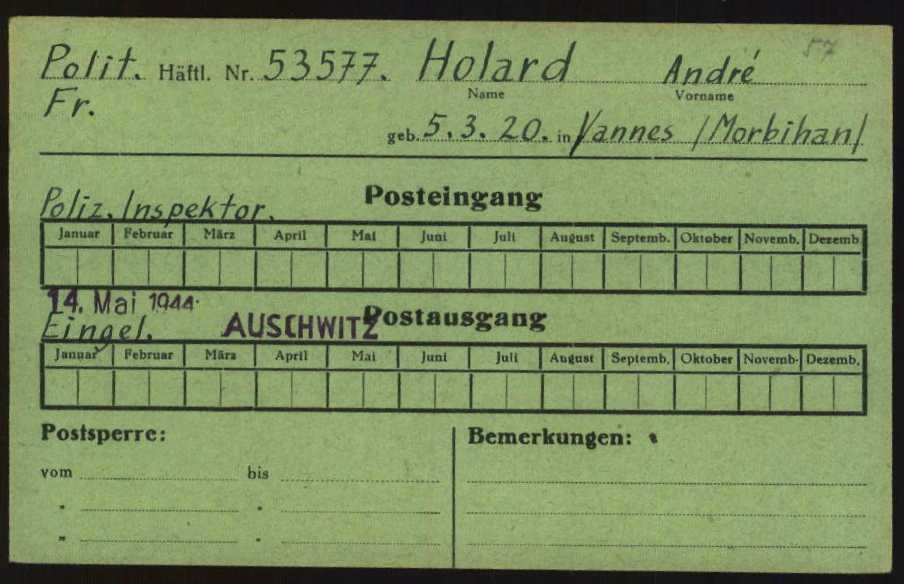 57
Polit. Häftl. Nr. 53577. Holard André
Fr. Name Vorname
geb. 5.3.20. in Vannes /Morbihan/
Poliz. Inspektor. Posteingang
Januar Februar März April Mai Juni Juli August Septemb. Oktober Novemb. Dezemb.
14. Mai 1944
Eingel. AUSCHWITZ Postausgang
Januar Februar März April Mai Juni Juli August Septemb. Oktober Novemb. Dezemb.
Postsperre: Bemerkungen:
vom bis
" "
" "